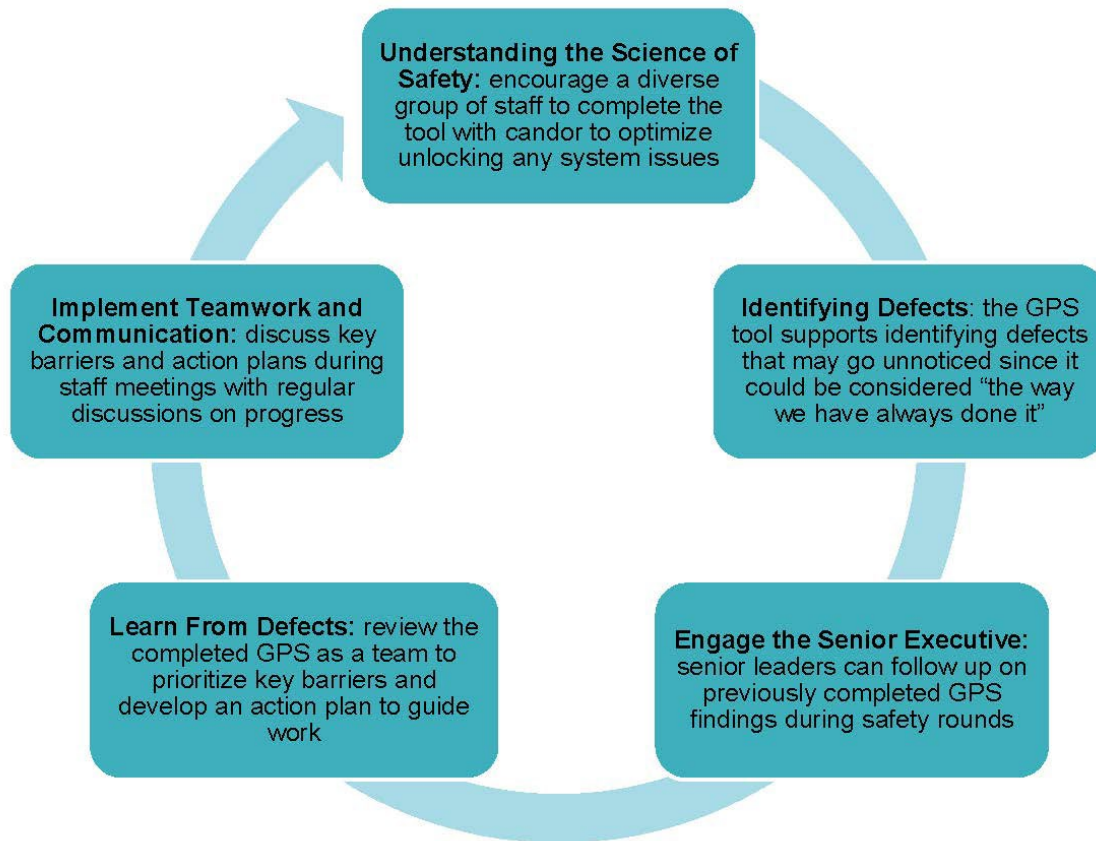 Understanding the Science of
Safety: encourage a diverse
group of staff to complete the
tool with candor to optimize
unlocking any system issues
Identifying Defects: the GPS
tool supports identifying defects
that may go unnoticed since it
could be considered “the way
we have always done it”
Engage the Senior Executive:
senior leaders can follow up on
previously completed GPS
findings during safety rounds
Learn From Defects: review the
completed GPS as a team to
prioritize key barriers and
develop an action plan to guide
work
Implement Teamwork and
Communication: discuss key
barriers and action plans during
staff meetings with regular
discussions on progress